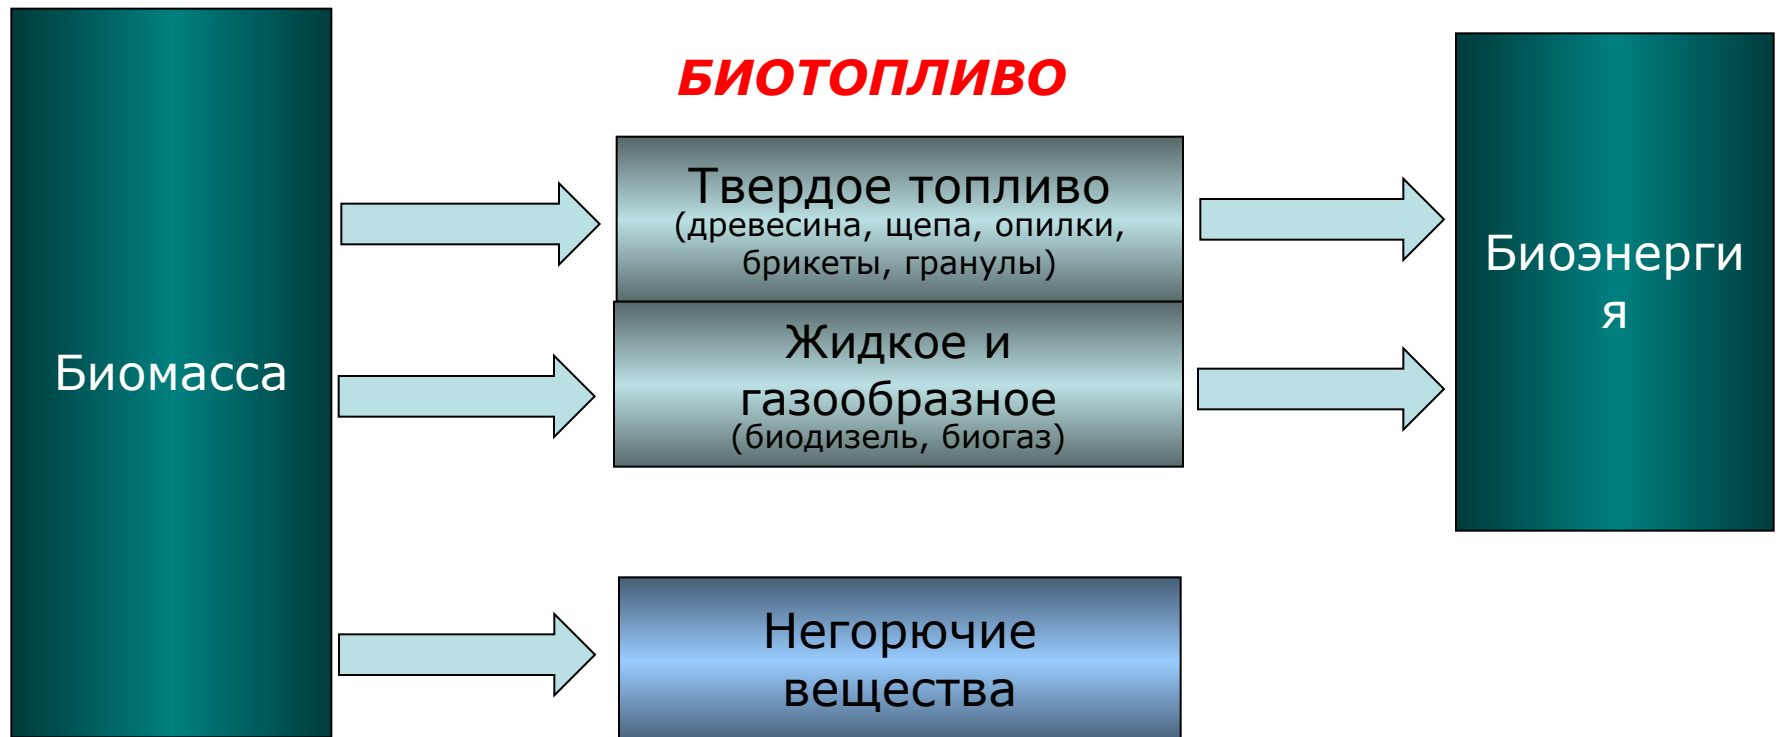 БИОТОПЛИВО
Твердое топливо
(древесина, щепа, опилки,
брикеты, гранулы)
Биоэнерги
я
Жидкое и
газообразное
(биодизель, биогаз)
Биомасса
Негорючие
вещества